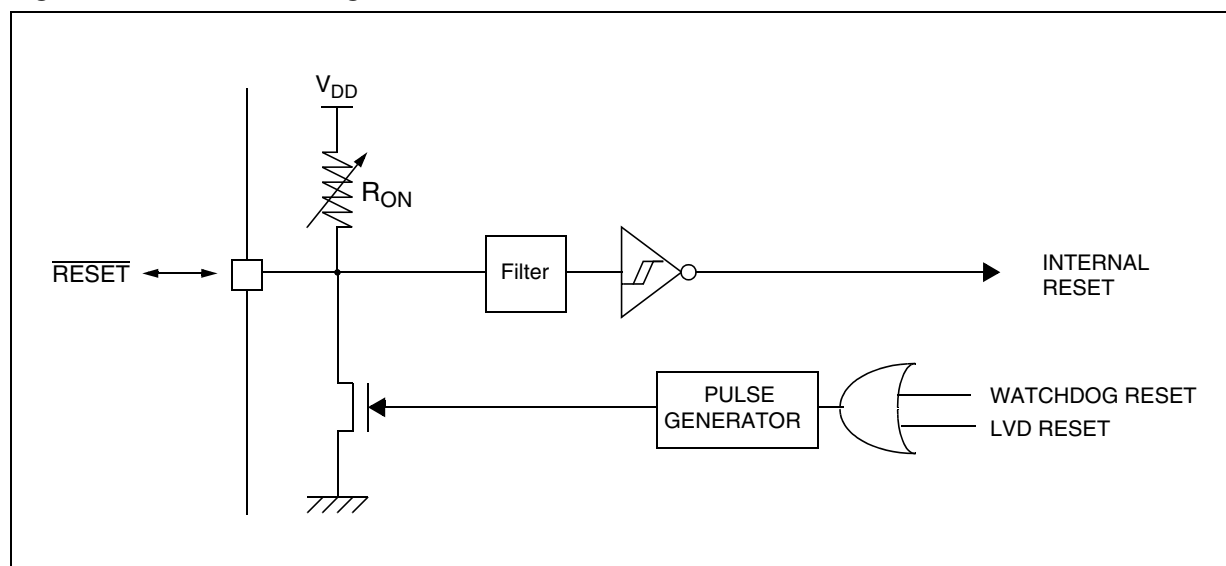 VDD
RON
RESET
Filter
INTERNAL
RESET
PULSE
GENERATOR
WATCHDOG RESET
LVD RESET